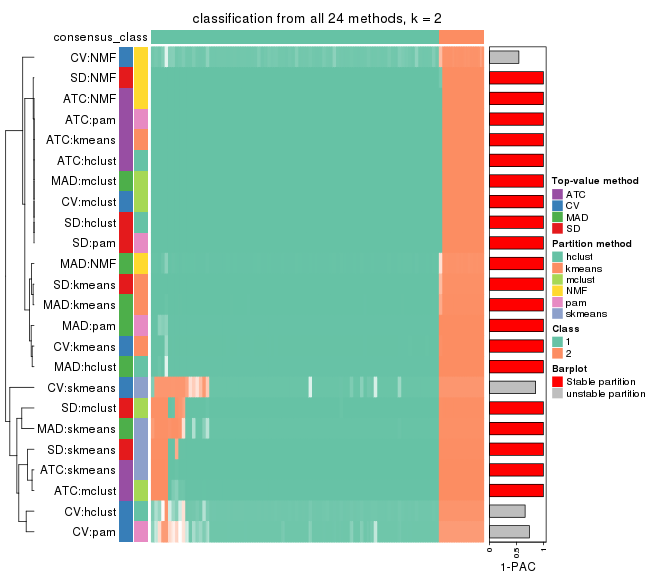 classification from all 24 methods, k = 2
consensus_class
CV:NMF
SD:NMF
ATC:NMF
ATC:pam
ATC:kmeans
ATC:hclust
MAD:mclust
CV:mclust
SD:hclust
SD:pam
MAD:NMF
SD:kmeans
MAD:kmeans
MAD:pam
CV:kmeans
MAD:hclust
CV:skmeans
SD:mclust
MAD:skmeans
SD:skmeans
ATC:skmeans
ATC:mclust
CV:hclust
CV:pam
0
0.5
1
1-PAC
Top-value method
ATC
CV
MAD
SD
Partition method
hclust
kmeans
mclust
NMF
pam
skmeans
Class
1
2
Barplot
Stable partition
unstable partition